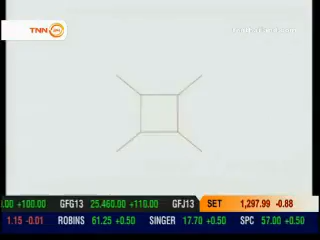 TNN
.00 +100.00 GFG13 25,460.00 +110.00 GFJ13 SET 1,297.99 -0.88
1.15 -0.01 ROBINS 61.25 +0.50 SINGER 17.70 +0.50 SPC 57.00 +0.50